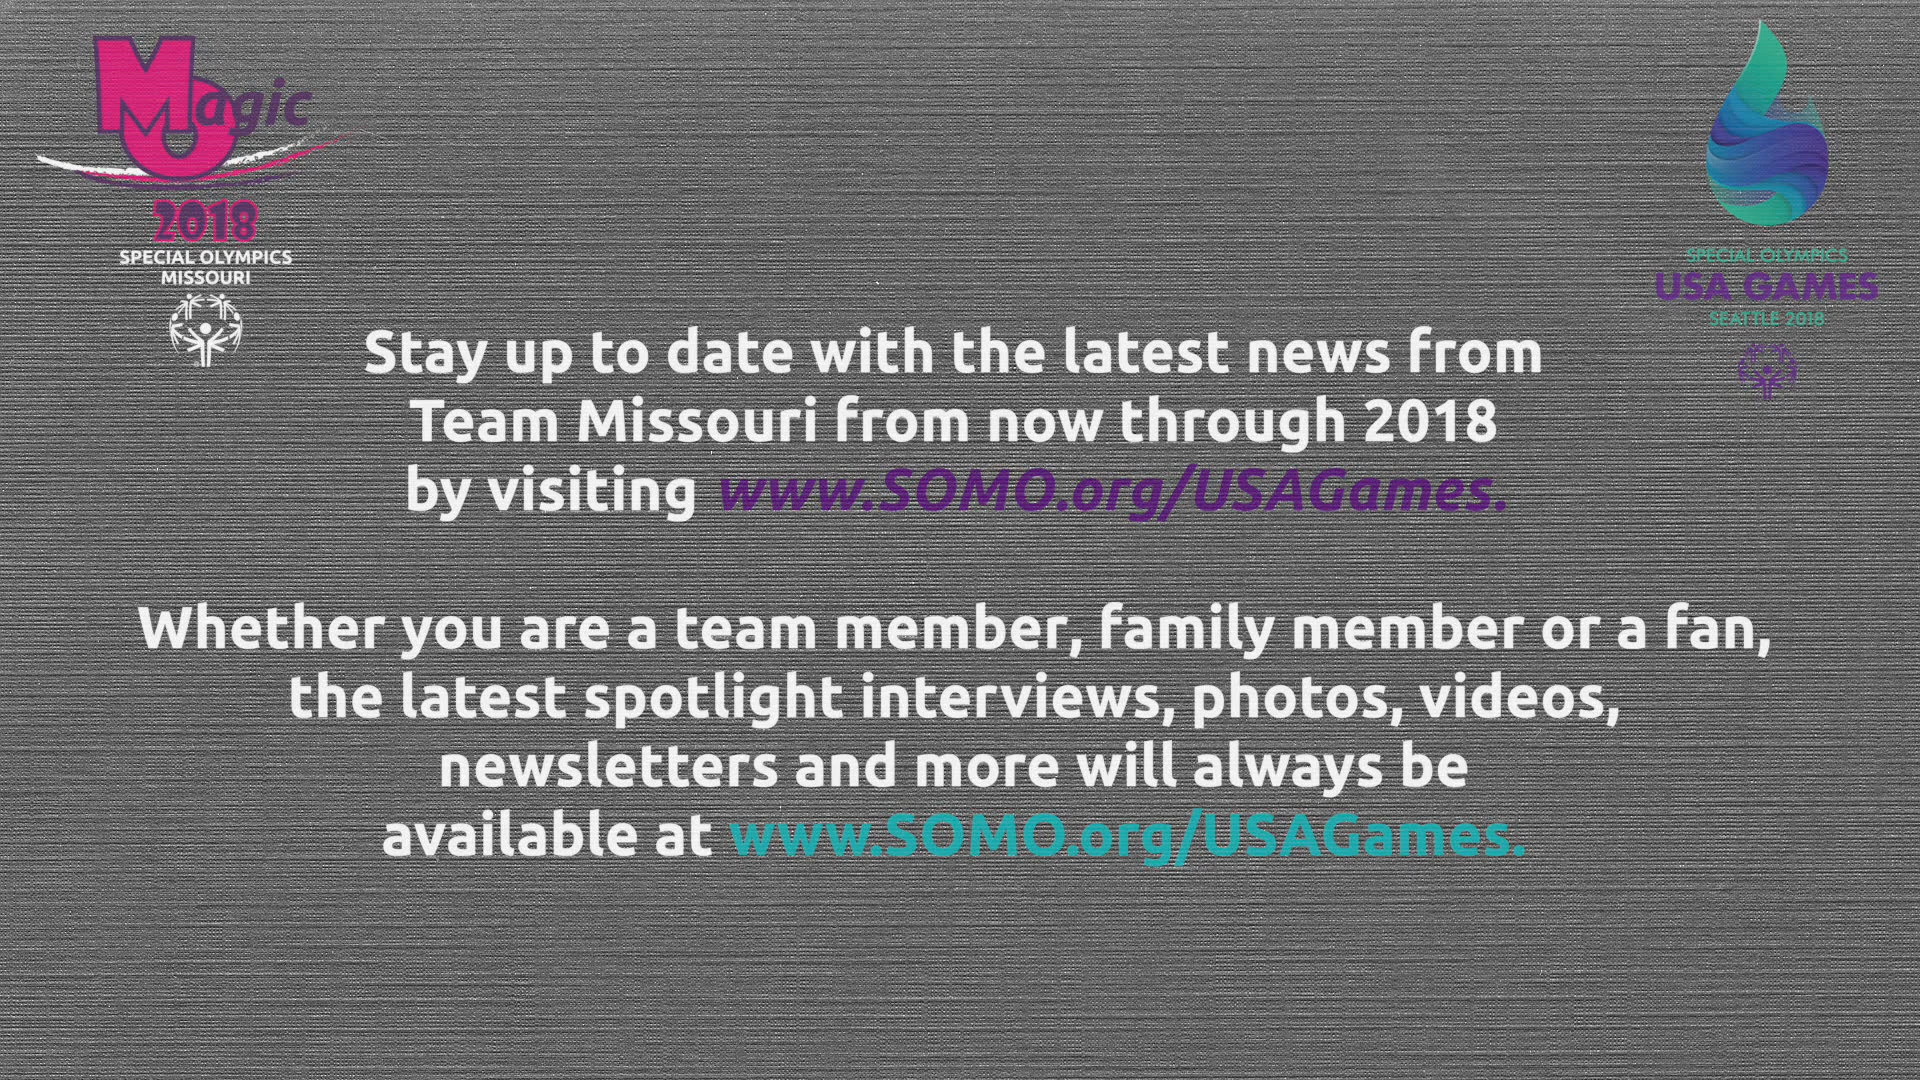 MOagic
2018
SPECIAL OLYMPICS
MISSOURI
SPECIAL OLYMPICS
USA GAMES
SEATTLE 2018
Stay up to date with the latest news from
Team Missouri from now through 2018
by visiting www.SOMO.org/USAGames.
Whether you are a team member, family member or a fan,
the latest spotlight interviews, photos, videos,
newsletters and more will always be
available at www.SOMO.org/USAGames.